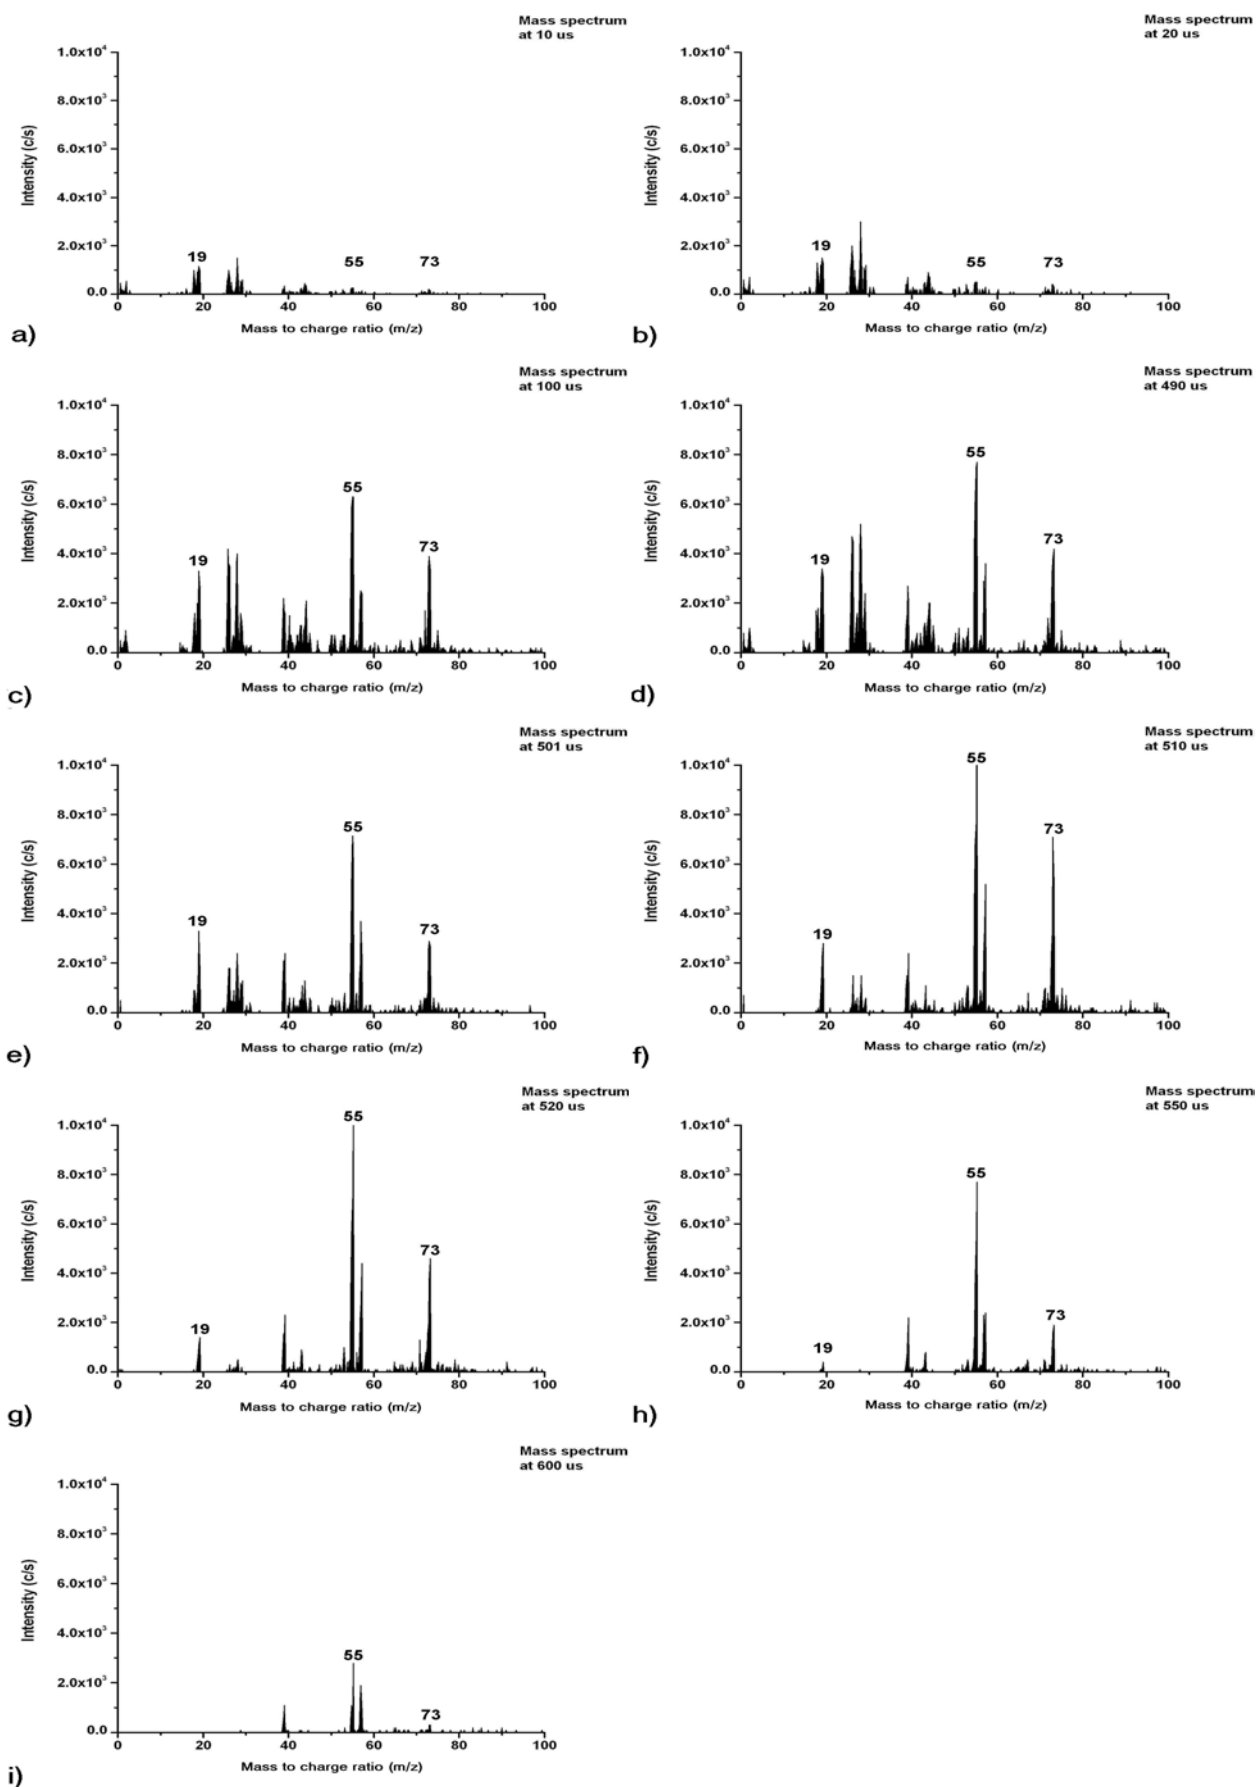 Mass spectrum
at 10 us
1.0x10⁴
8.0x10³
6.0x10³
4.0x10³
2.0x10³
0.0
Intensity (c/s)
19
55
73
0
20
40
60
80
100
Mass to charge ratio (m/z)
a)
Mass spectrum
at 20 us
1.0x10⁴
8.0x10³
6.0x10³
4.0x10³
2.0x10³
0.0
Intensity (c/s)
19
55
73
0
20
40
60
80
100
Mass to charge ratio (m/z)
b)
Mass spectrum
at 100 us
1.0x10⁴
8.0x10³
6.0x10³
4.0x10³
2.0x10³
0.0
Intensity (c/s)
19
55
73
0
20
40
60
80
100
Mass to charge ratio (m/z)
c)
Mass spectrum
at 490 us
1.0x10⁴
8.0x10³
6.0x10³
4.0x10³
2.0x10³
0.0
Intensity (c/s)
19
55
73
0
20
40
60
80
100
Mass to charge ratio (m/z)
d)
Mass spectrum
at 501 us
1.0x10⁴
8.0x10³
6.0x10³
4.0x10³
2.0x10³
0.0
Intensity (c/s)
19
55
73
0
20
40
60
80
100
Mass to charge ratio (m/z)
e)
Mass spectrum
at 510 us
1.0x10⁴
8.0x10³
6.0x10³
4.0x10³
2.0x10³
0.0
Intensity (c/s)
19
55
73
0
20
40
60
80
100
Mass to charge ratio (m/z)
f)
Mass spectrum
at 520 us
1.0x10⁴
8.0x10³
6.0x10³
4.0x10³
2.0x10³
0.0
Intensity (c/s)
19
55
73
0
20
40
60
80
100
Mass to charge ratio (m/z)
g)
Mass spectrum
at 550 us
1.0x10⁴
8.0x10³
6.0x10³
4.0x10³
2.0x10³
0.0
Intensity (c/s)
19
55
73
0
20
40
60
80
100
Mass to charge ratio (m/z)
h)
Mass spectrum
at 600 us
1.0x10⁴
8.0x10³
6.0x10³
4.0x10³
2.0x10³
0.0
Intensity (c/s)
55
73
0
20
40
60
80
100
Mass to charge ratio (m/z)
i)